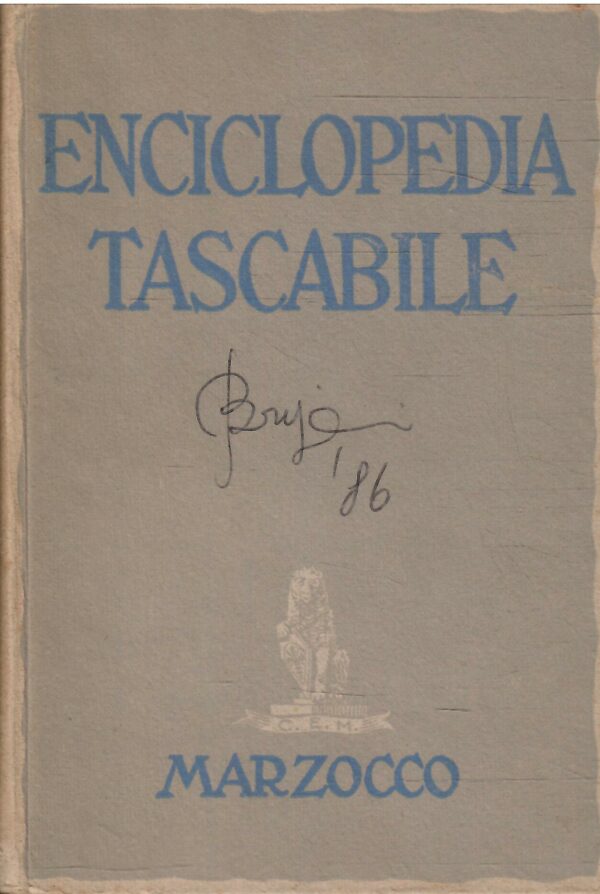 ENCICLOPEDIA
TASCABILE
'86
C. E. M.
MARZOCCO